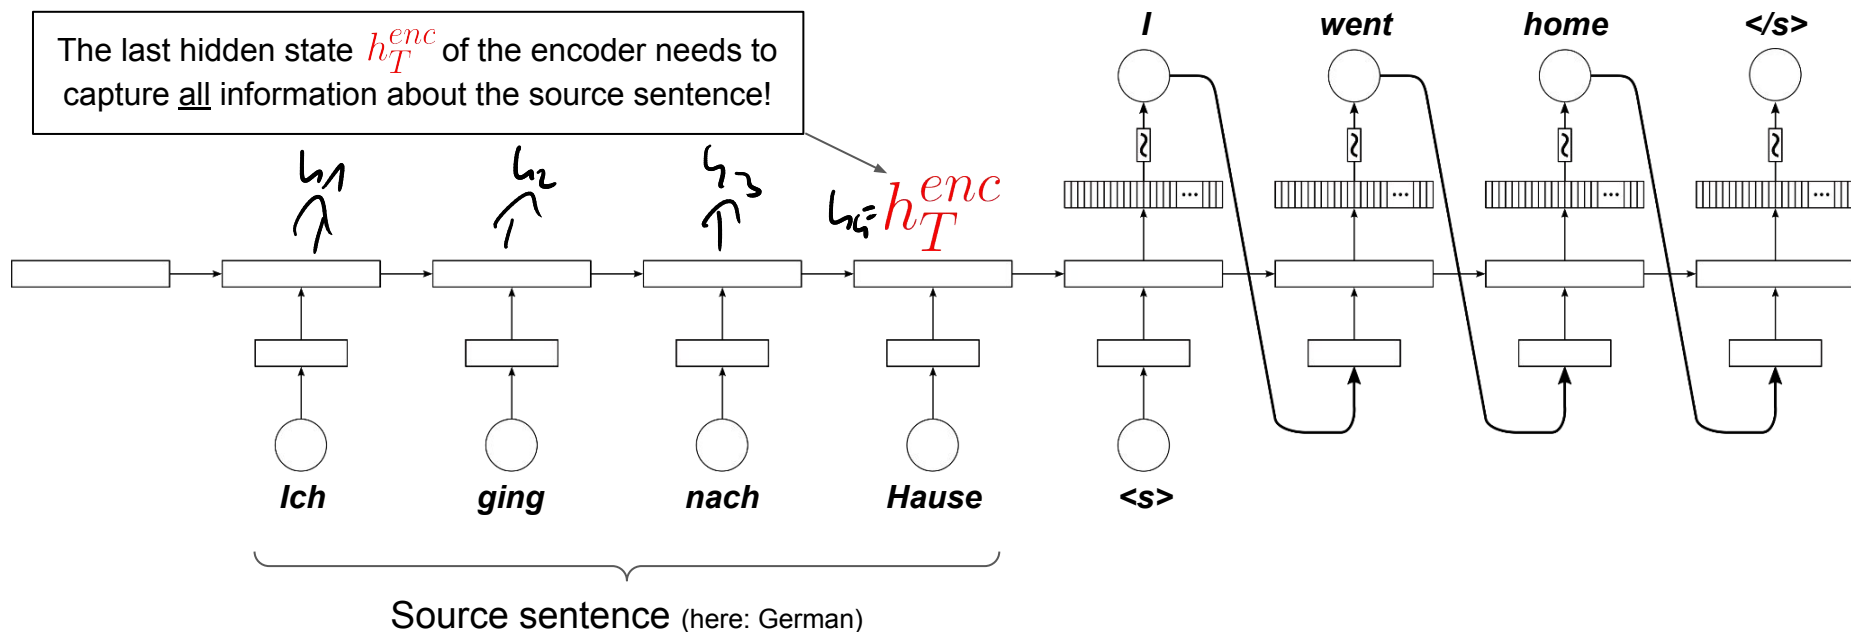 The last hidden state h_T^{enc} of the encoder needs to
capture all information about the source sentence!
I went home </s>
h1 h2 h3 h4= h_T^{enc}
... ... ... ...
Ich ging nach Hause <s>
Source sentence (here: German)